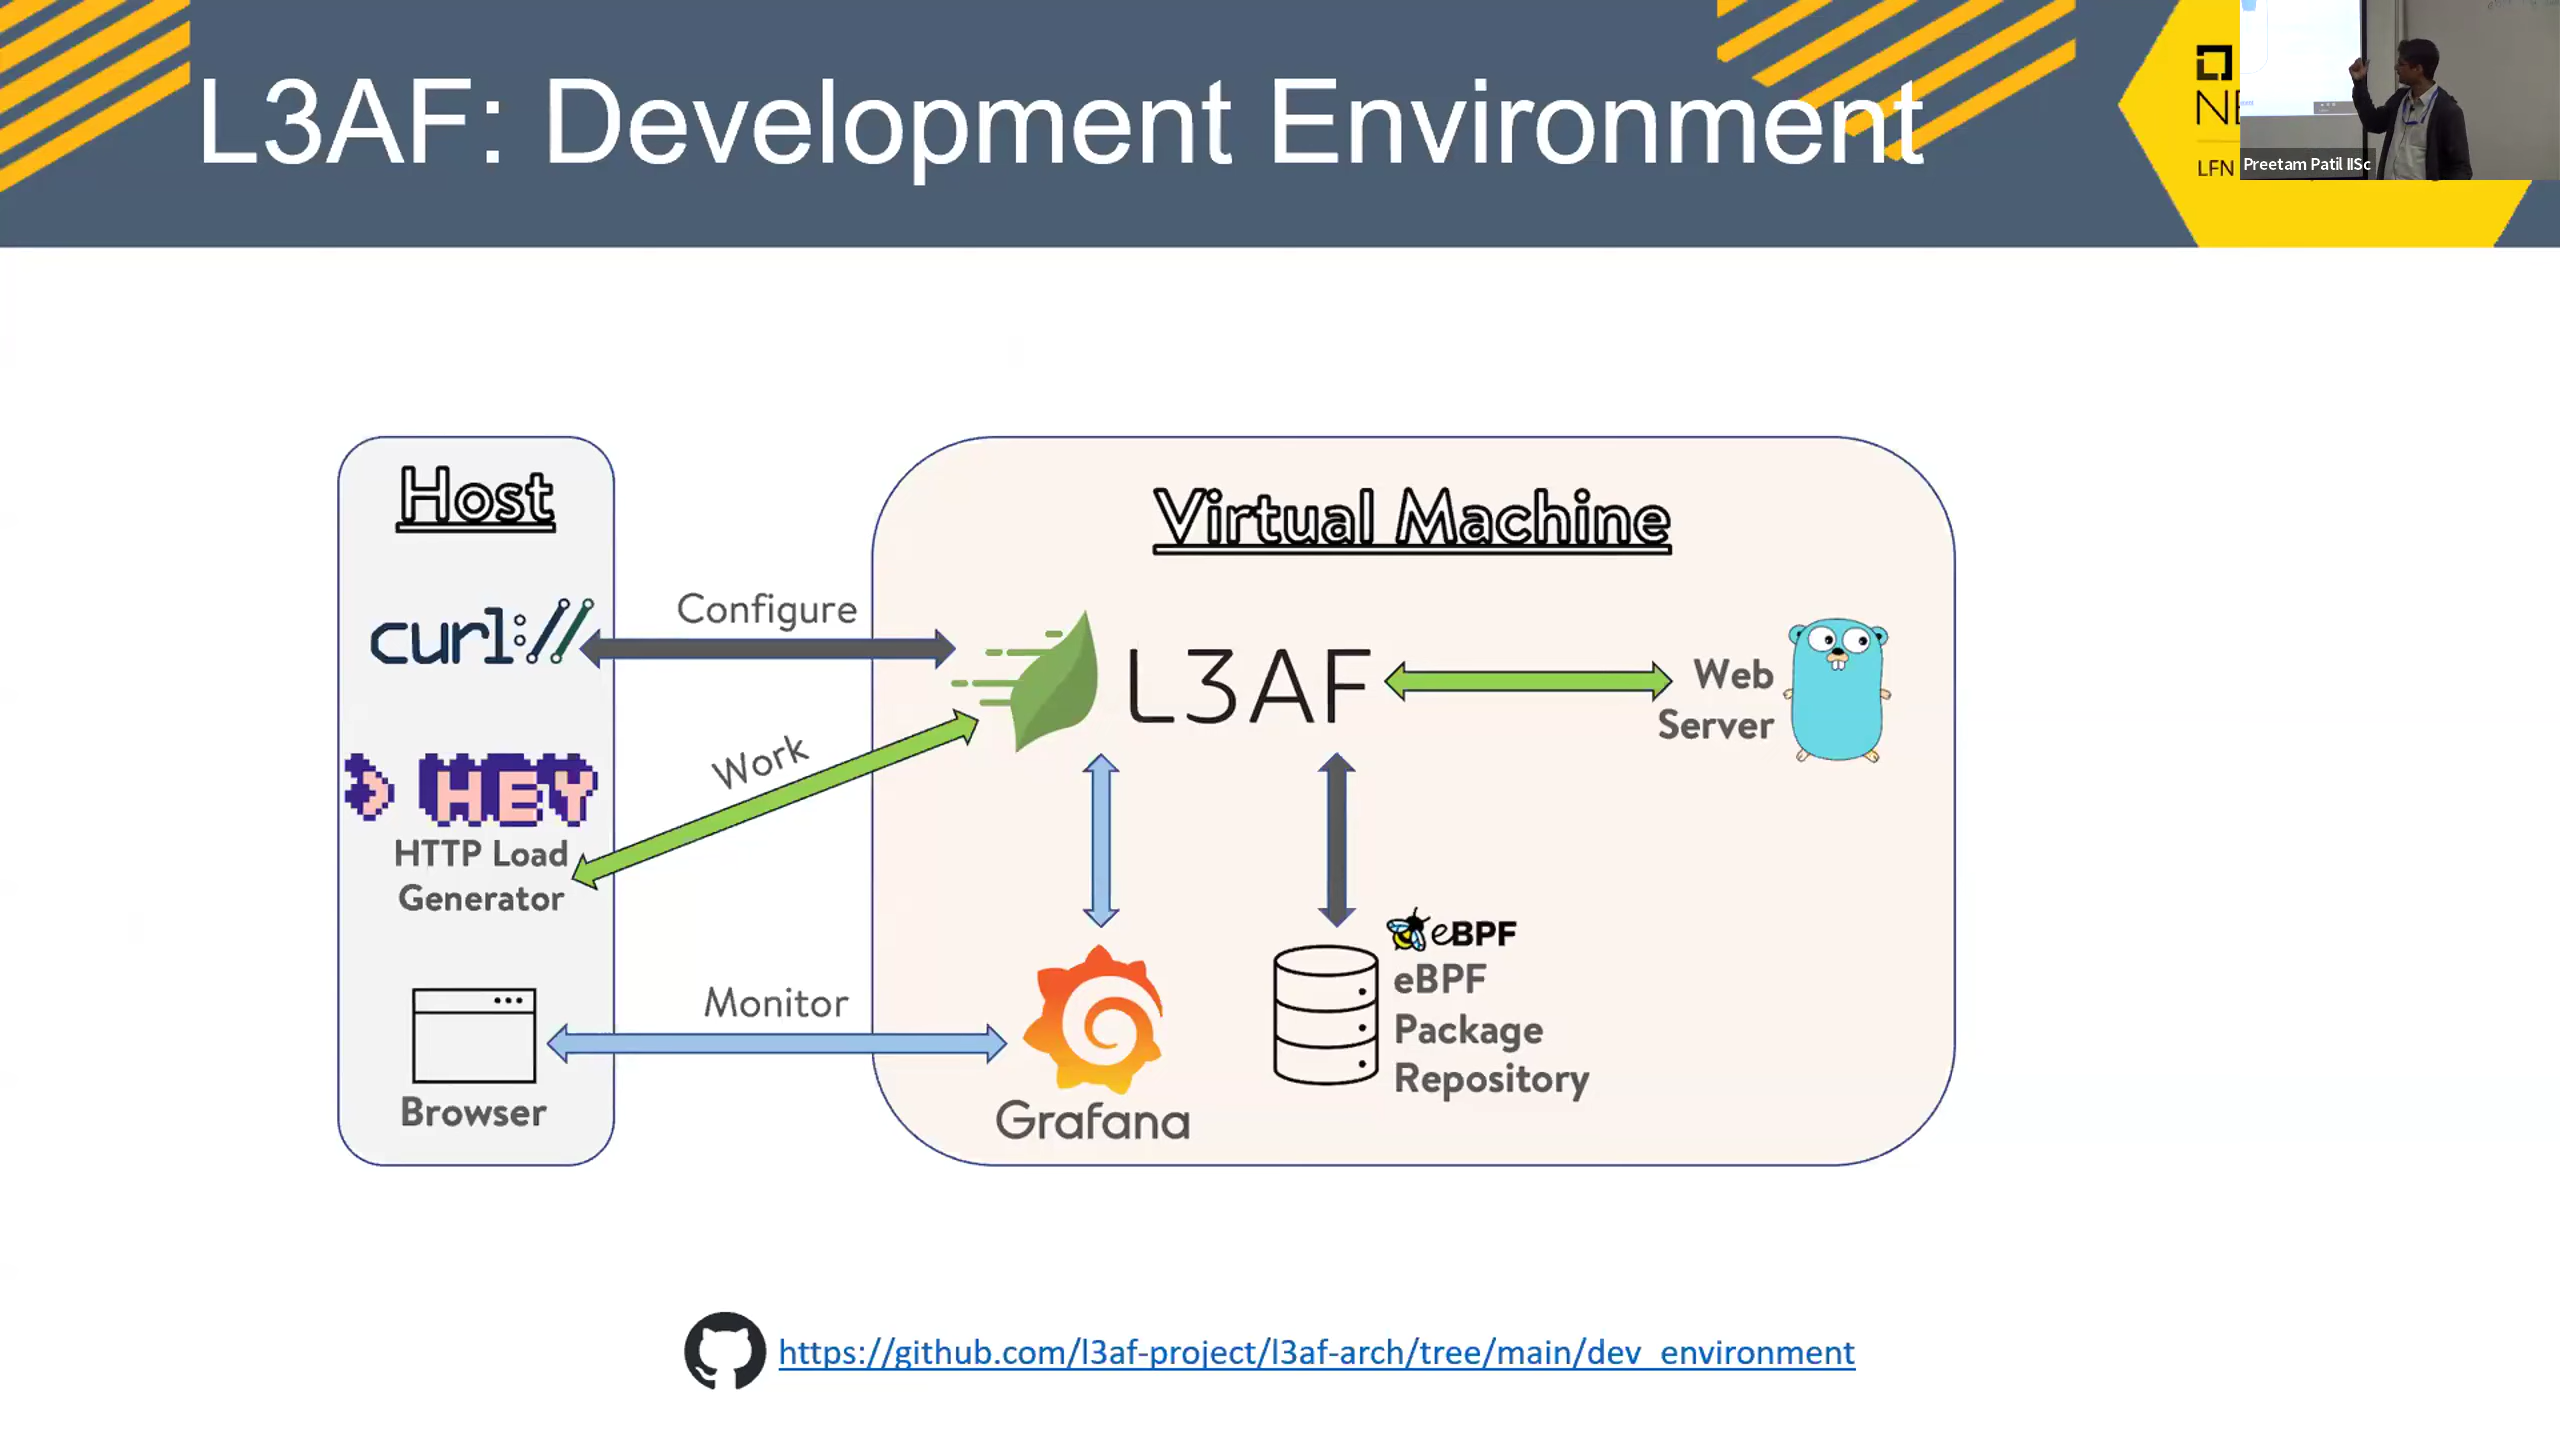 L3AF: Development Environment
LFN
Preetam Patil IISc
Host
Virtual Machine
curl://
Configure
L3AF
Web
Server
Work
HEY
HTTP Load
Generator
eBPF
eBPF
Package
Repository
Monitor
Browser
Grafana
https://github.com/l3af-project/l3af-arch/tree/main/dev_environment